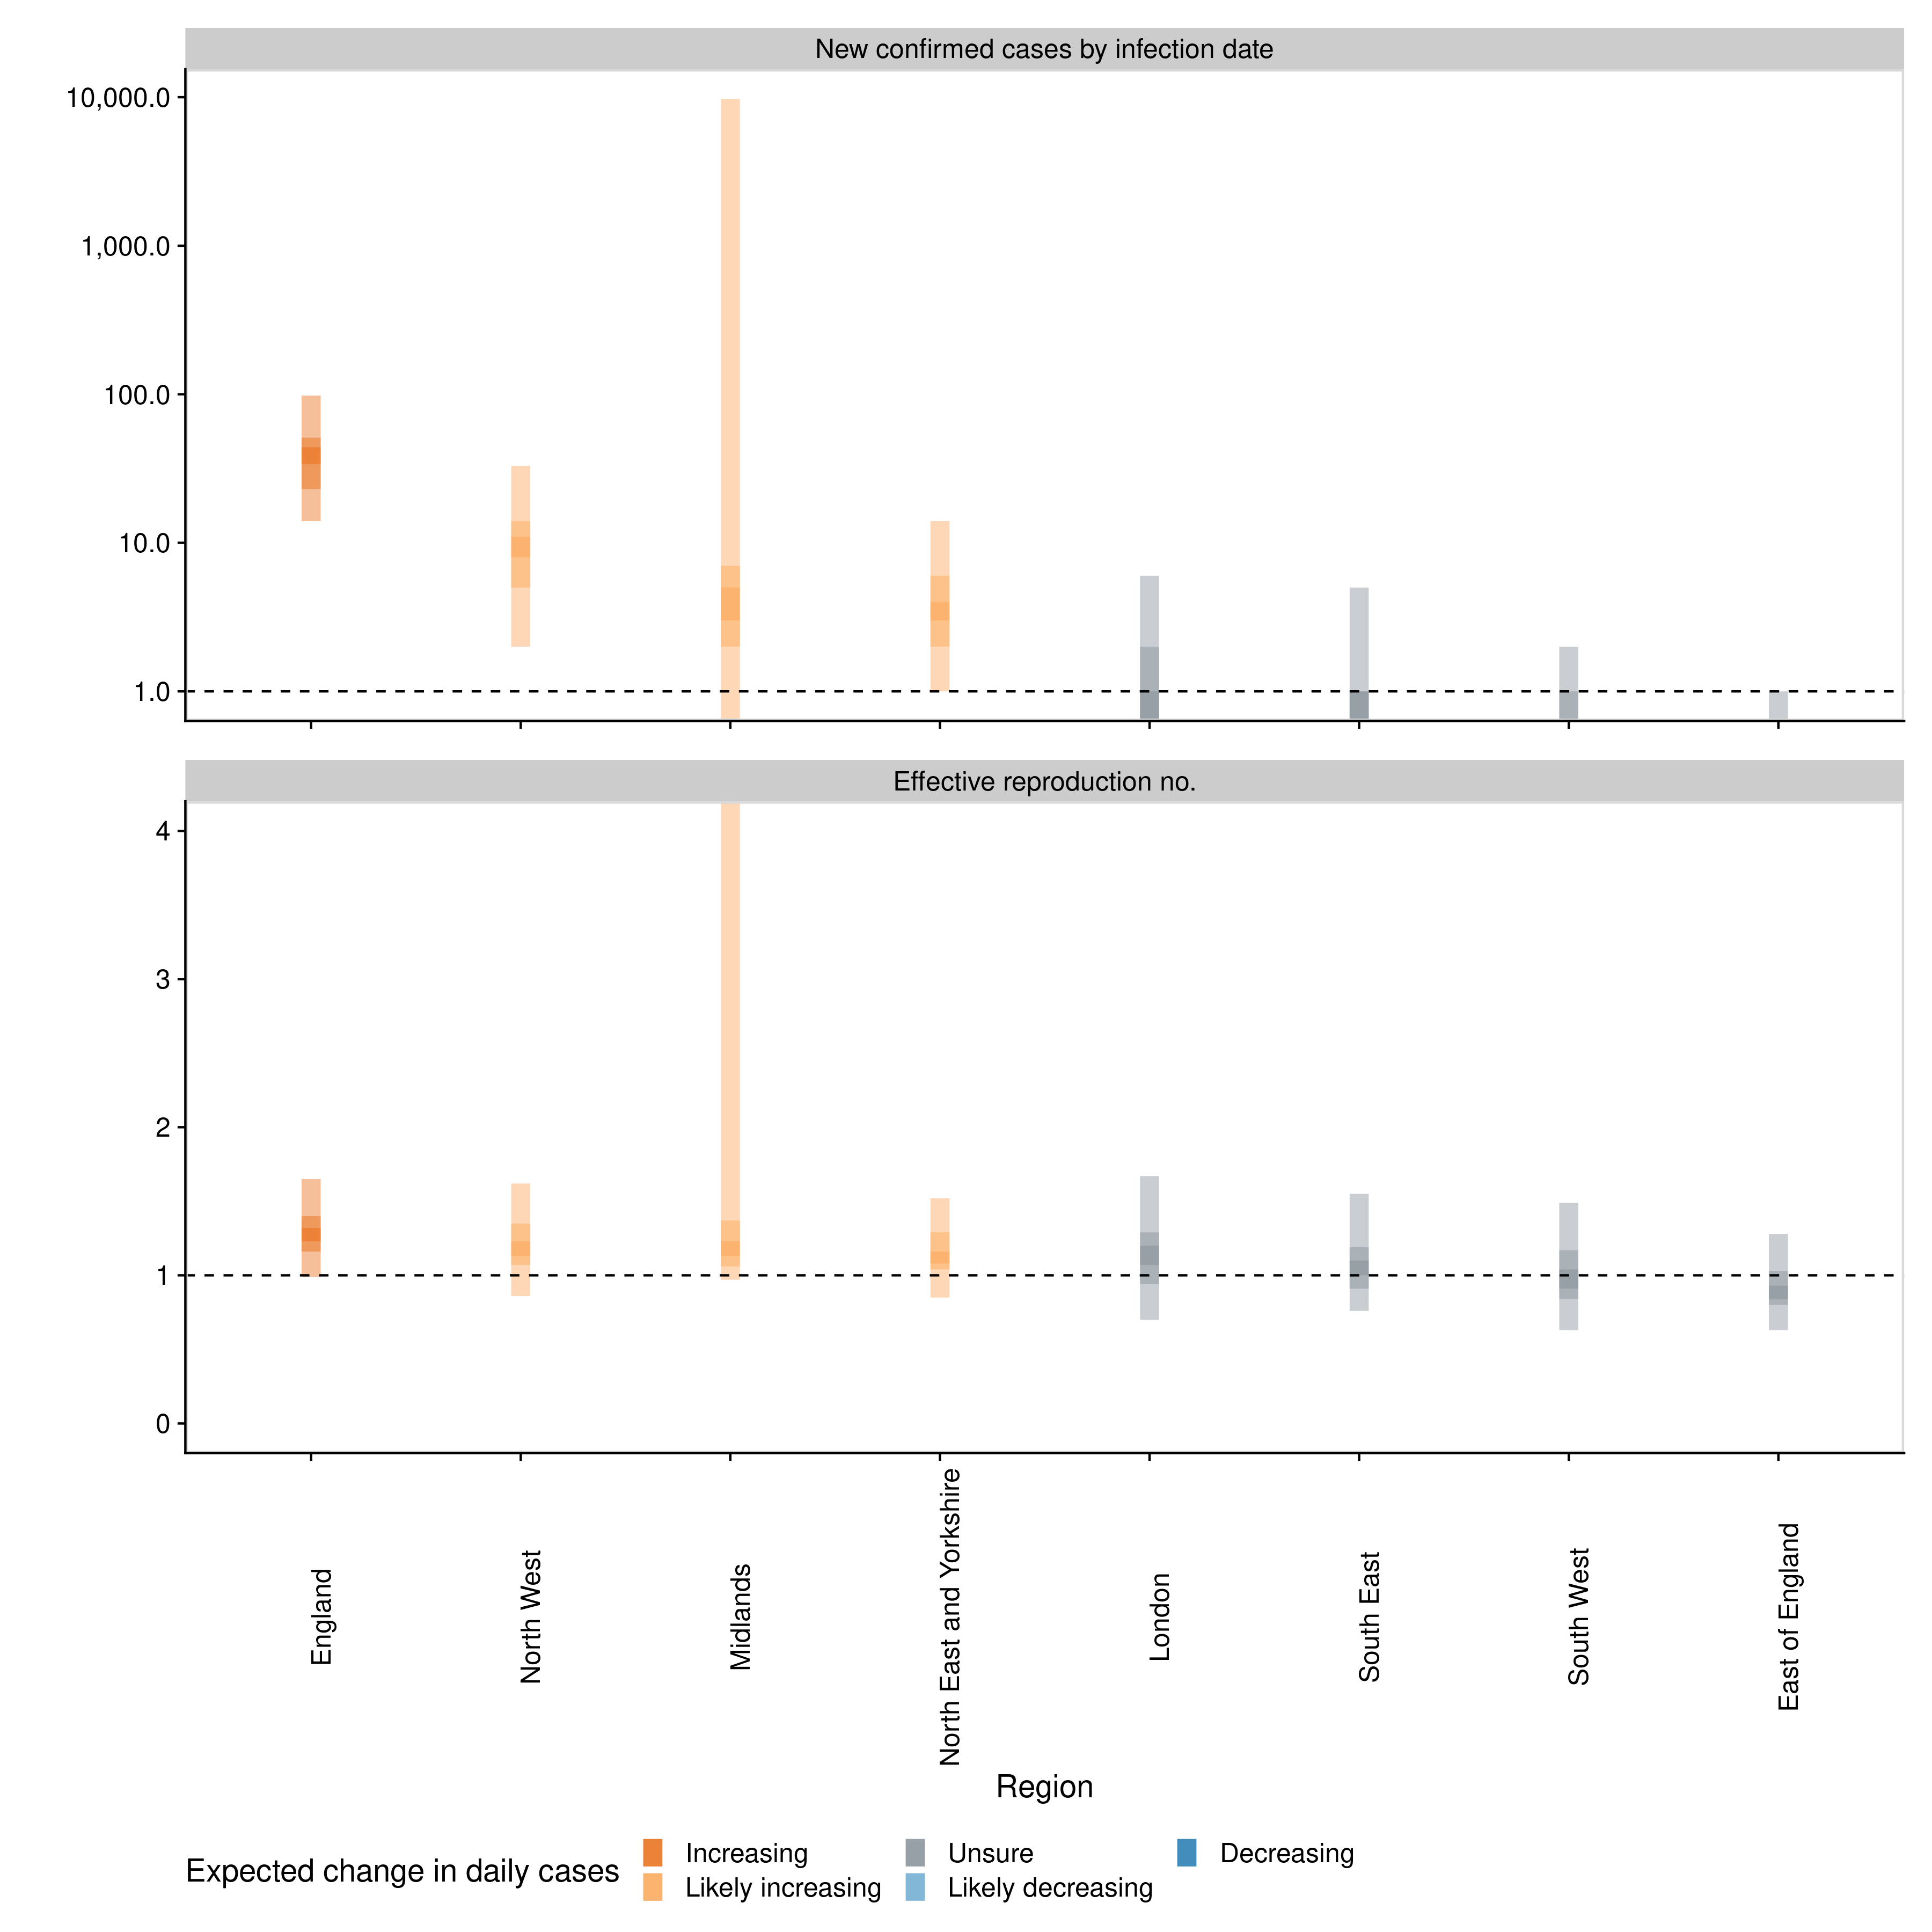 New confirmed cases by infection date
10,000.0
1,000.0
100.0
10.0
1.0
Effective reproduction no.
4
3
2
1
0
England
North West
Midlands
North East and Yorkshire
London
South East
South West
East of England
Region
Expected change in daily cases
Increasing
Likely increasing
Unsure
Likely decreasing
Decreasing